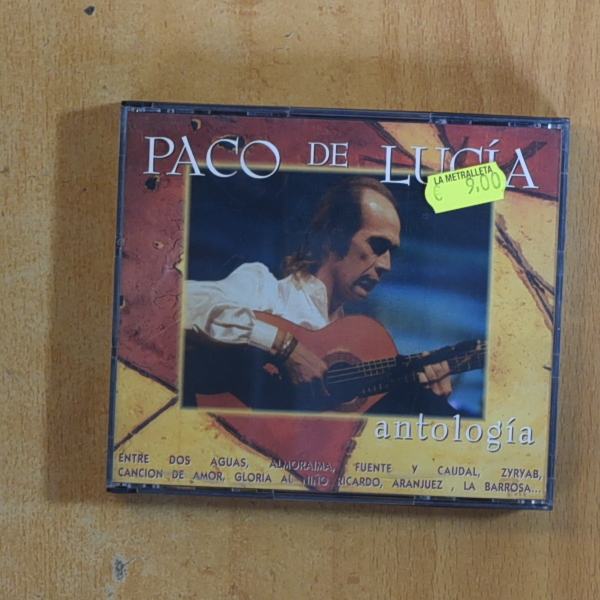 PACO DE LUCÍA
LA METRALLETA
€ 9,00
antología
ENTRE DOS AGUAS, ALMORAIMA, FUENTE Y CAUDAL, ZYRYAB,
CANCION DE AMOR, GLORIA AL NIÑO RICARDO, ARANJUEZ , LA BARROSA...